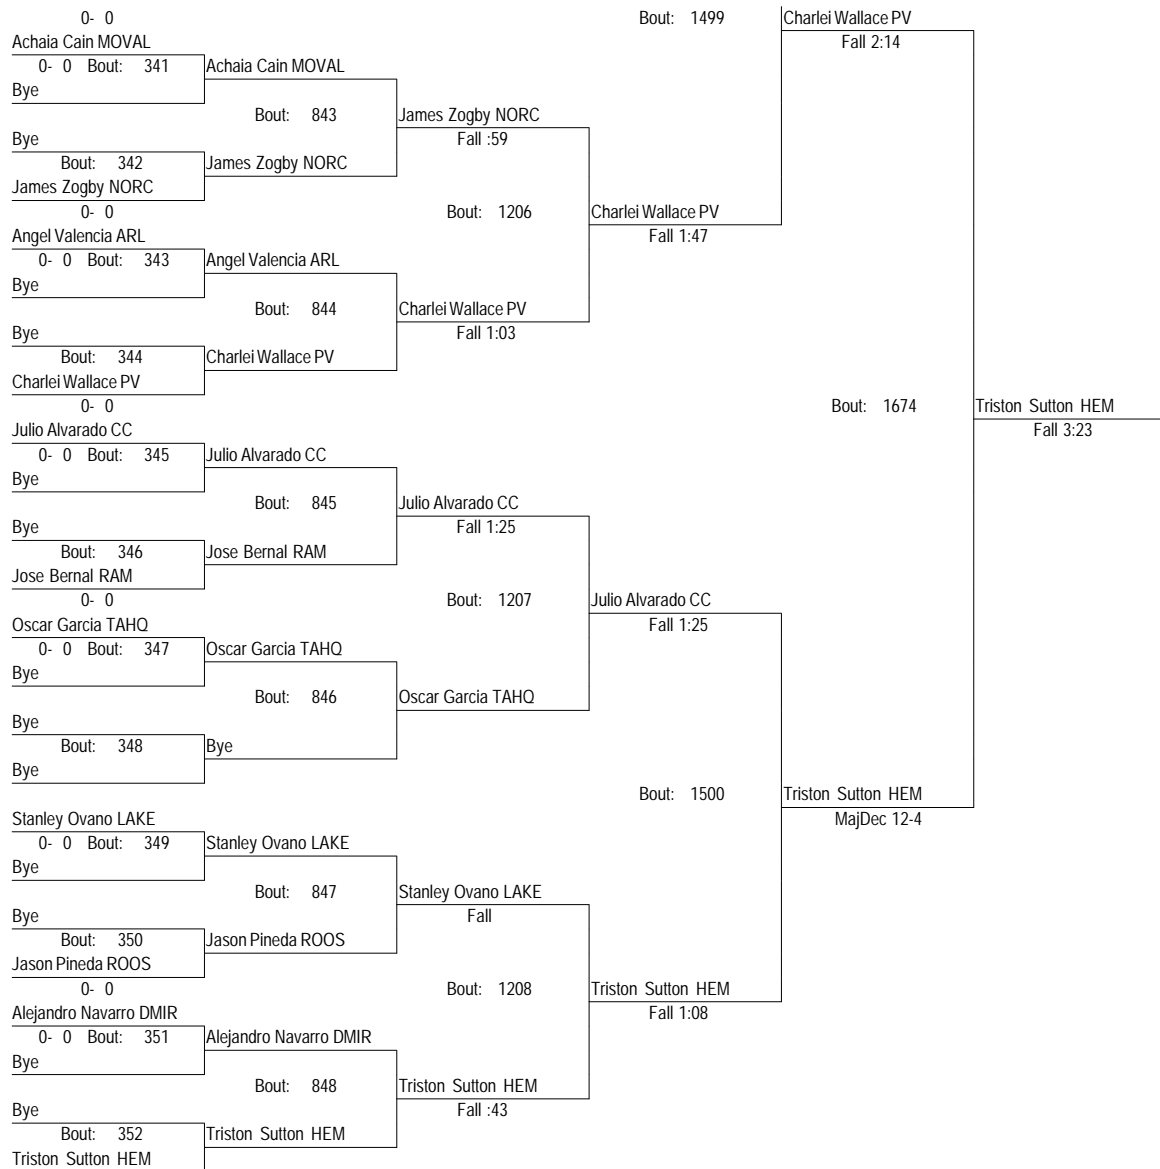 0- 0
Bout: 1499
Charlei Wallace PV
Achaia Cain MOVAL
Fall 2:14
0- 0 Bout: 341
Achaia Cain MOVAL
Bye
Bout: 843
James Zogby NORC
Bye
Fall :59
Bout: 342
James Zogby NORC
James Zogby NORC
0- 0
Bout: 1206
Charlei Wallace PV
Angel Valencia ARL
Fall 1:47
0- 0 Bout: 343
Angel Valencia ARL
Bye
Bout: 844
Charlei Wallace PV
Bye
Fall 1:03
Bout: 344
Charlei Wallace PV
Charlei Wallace PV
0- 0
Bout: 1674
Triston Sutton HEM
Julio Alvarado CC
Fall 3:23
0- 0 Bout: 345
Julio Alvarado CC
Bye
Bout: 845
Julio Alvarado CC
Bye
Fall 1:25
Bout: 346
Jose Bernal RAM
Jose Bernal RAM
0- 0
Bout: 1207
Julio Alvarado CC
Oscar Garcia TAHQ
Fall 1:25
0- 0 Bout: 347
Oscar Garcia TAHQ
Bye
Bout: 846
Oscar Garcia TAHQ
Bye
Bout: 348
Bye
Bye
Bout: 1500
Triston Sutton HEM
Stanley Ovano LAKE
MajDec 12-4
0- 0 Bout: 349
Stanley Ovano LAKE
Bye
Bout: 847
Stanley Ovano LAKE
Bye
Fall
Bout: 350
Jason Pineda ROOS
Jason Pineda ROOS
0- 0
Bout: 1208
Triston Sutton HEM
Alejandro Navarro DMIR
Fall 1:08
0- 0 Bout: 351
Alejandro Navarro DMIR
Bye
Bout: 848
Triston Sutton HEM
Bye
Fall :43
Bout: 352
Triston Sutton HEM
Triston Sutton HEM